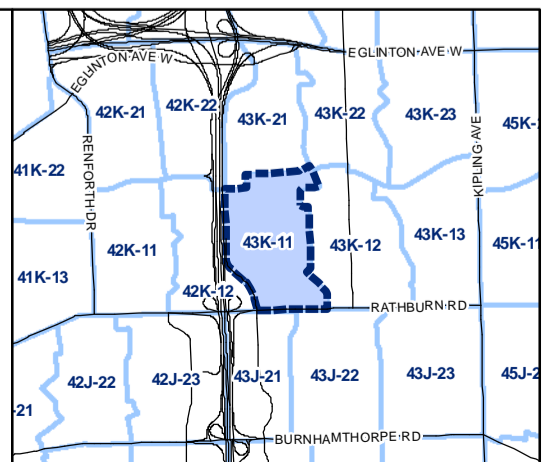 EGLINTON AVE W
EGLINTON AVE W
42K-21
42K-22
43K-21
43K-22
43K-23
45K-
41K-22
RENFORTH DR
KIPLING AVE
42K-11
43K-11
43K-12
43K-13
45K-11
41K-13
42K-12
RATHBURN RD
42J-22
42J-23
43J-21
43J-22
43J-23
45J-2
-21
BURNHAMTHORPE RD